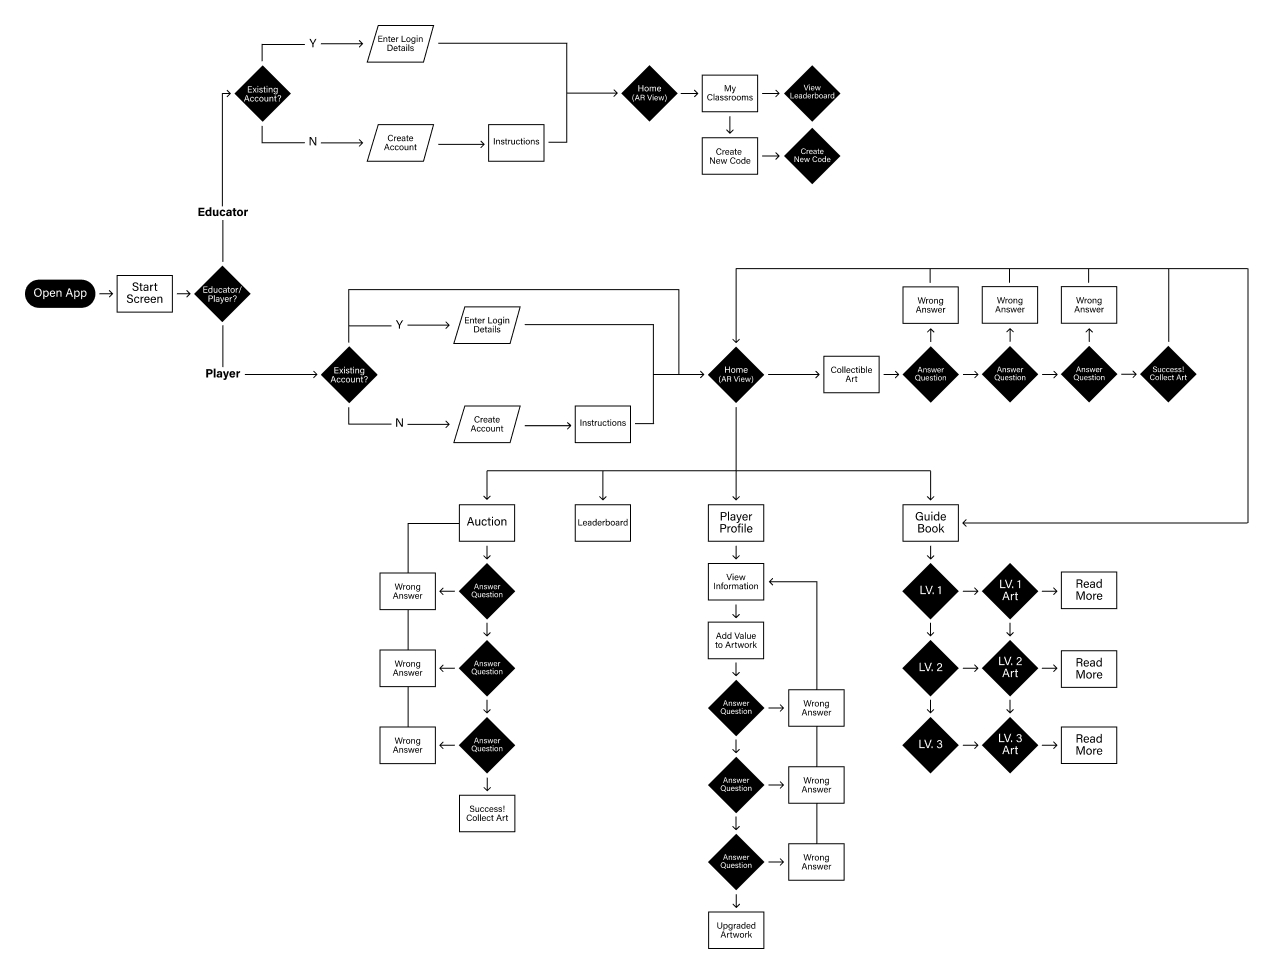 Y
Enter Login
Details
Existing
Account?
Home
(AR View)
My
Classrooms
View
Leaderboard
N
Create
Account
Instructions
Create
New Code
Create
New Code
Educator
Open App
Start
Screen
Educator/
Player?
Player
Existing
Account?
Y
Enter Login
Details
N
Create
Account
Instructions
Home
(AR View)
Collectible
Art
Wrong
Answer
Wrong
Answer
Wrong
Answer
Answer
Question
Answer
Question
Answer
Question
Success!
Collect Art
Auction
Leaderboard
Player
Profile
Guide
Book
Wrong
Answer
Answer
Question
Wrong
Answer
Answer
Question
Wrong
Answer
Answer
Question
Success!
Collect Art
View
Information
Add Value
to Artwork
Answer
Question
Wrong
Answer
Answer
Question
Wrong
Answer
Answer
Question
Wrong
Answer
Upgraded
Artwork
LV. 1
LV. 1
Art
Read
More
LV. 2
LV. 2
Art
Read
More
LV. 3
LV. 3
Art
Read
More